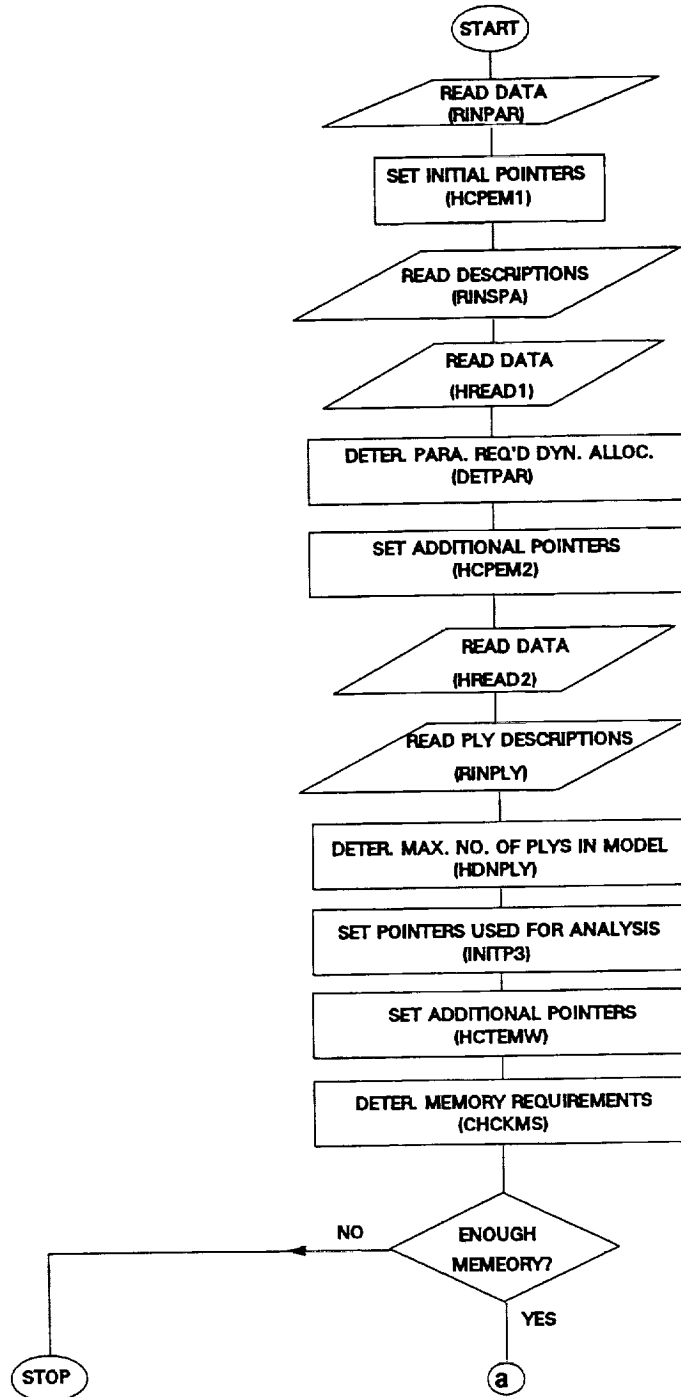 START
READ DATA
(RINPAR)
SET INITIAL POINTERS
(HCPEM1)
READ DESCRIPTIONS
(RINSPA)
READ DATA
(HREAD1)
DETER. PARA. REQ'D DYN. ALLOC.
(DETPAR)
SET ADDITIONAL POINTERS
(HCPEM2)
READ DATA
(HREAD2)
READ PLY DESCRIPTIONS
(RINPLY)
DETER. MAX. NO. OF PLYS IN MODEL
(HDNPLY)
SET POINTERS USED FOR ANALYSIS
(INITP3)
SET ADDITIONAL POINTERS
(HCTEMW)
DETER. MEMORY REQUIREMENTS
(CHCKMS)
NO
ENOUGH
MEMEORY?
YES
STOP
a